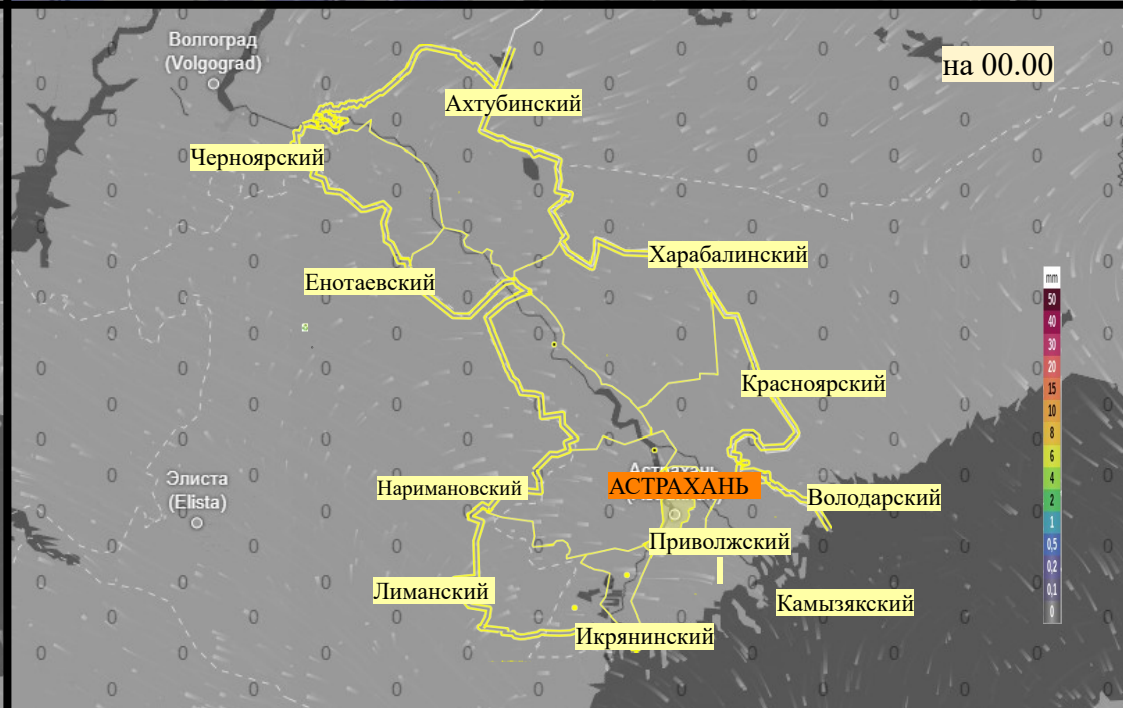 Волгоград
(Volgograd)
на 00.00
Ахтубинский
Черноярский
Харабалинский
Енотаевский
mm
50
40
30
20
15
10
8
6
4
2
1
0,5
0,2
0,1
0
Красноярский
Элиста
(Elista)
Астрахань
АСТРАХАНЬ
Наримановский
Володарский
Приволжский
Лиманский
Камызякский
Икрянинский